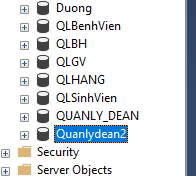 Duong
QLBenhVien
QLBH
QLGV
QLHANG
QLSinhVien
QUANLY_DEAN
Quanlydean2
Security
Server Objects